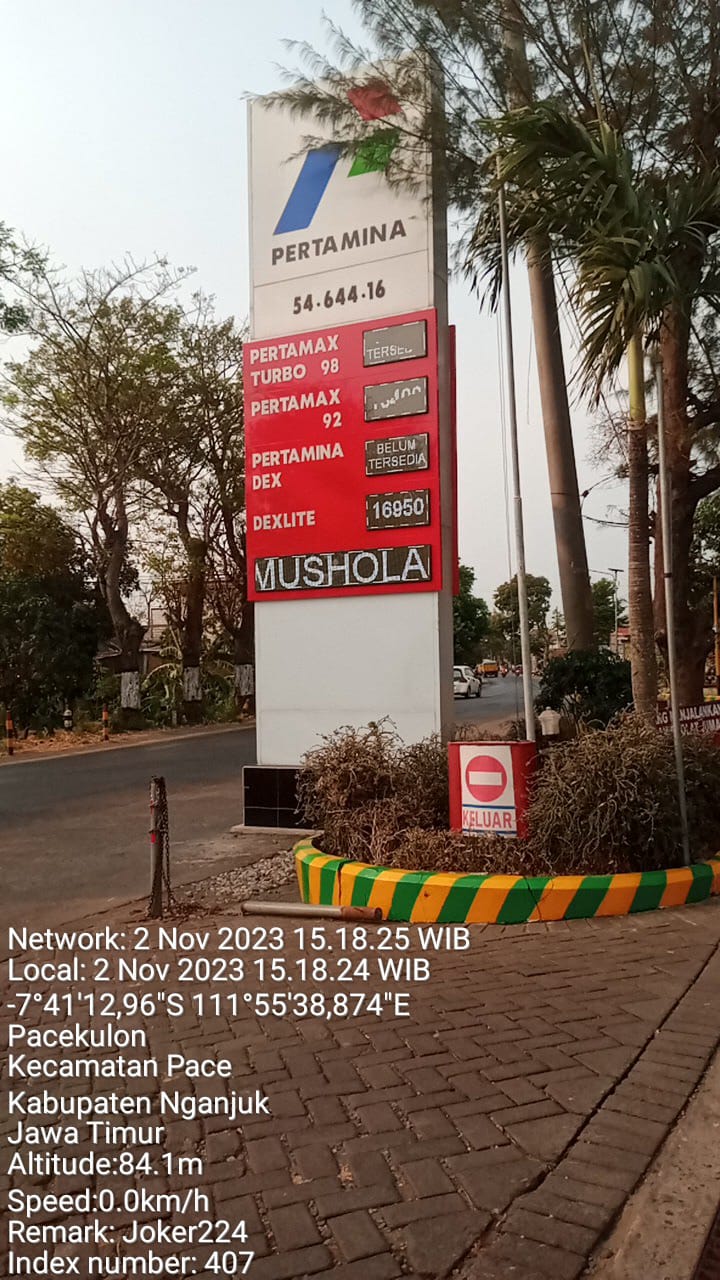 PERTAMINA
54.644.16
PERTAMAX
TURBO 98
PERTAMAX
92
PERTAMINA
DEX
BELUM
TERSEDIA
DEXLITE
16950
MUSHOLA
KELUAR
Network: 2 Nov 2023 15.18.25 WIB
Local: 2 Nov 2023 15.18.24 WIB
-7°41'12,96"S 111°55'38,874"E
Pacekulon
Kecamatan Pace
Kabupaten Nganjuk
Jawa Timur
Altitude:84.1m
Speed:0.0km/h
Remark: Joker224
Index number: 407